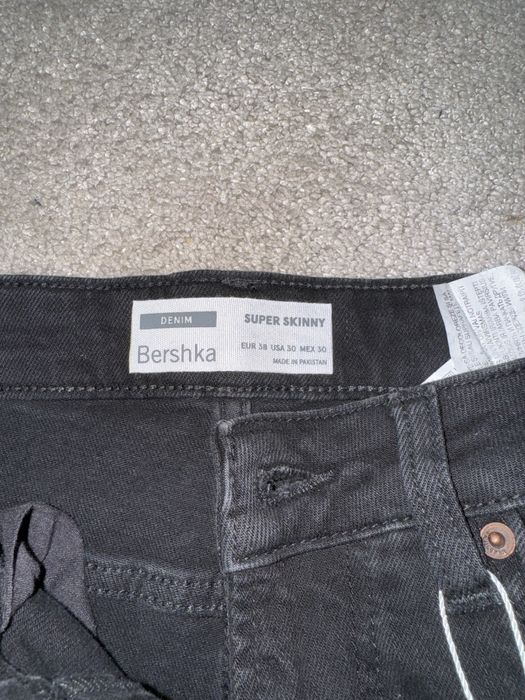 DENIM
SUPER SKINNY
Bershka
EUR 38 USA 30 MEX 30
MADE IN PAKISTAN